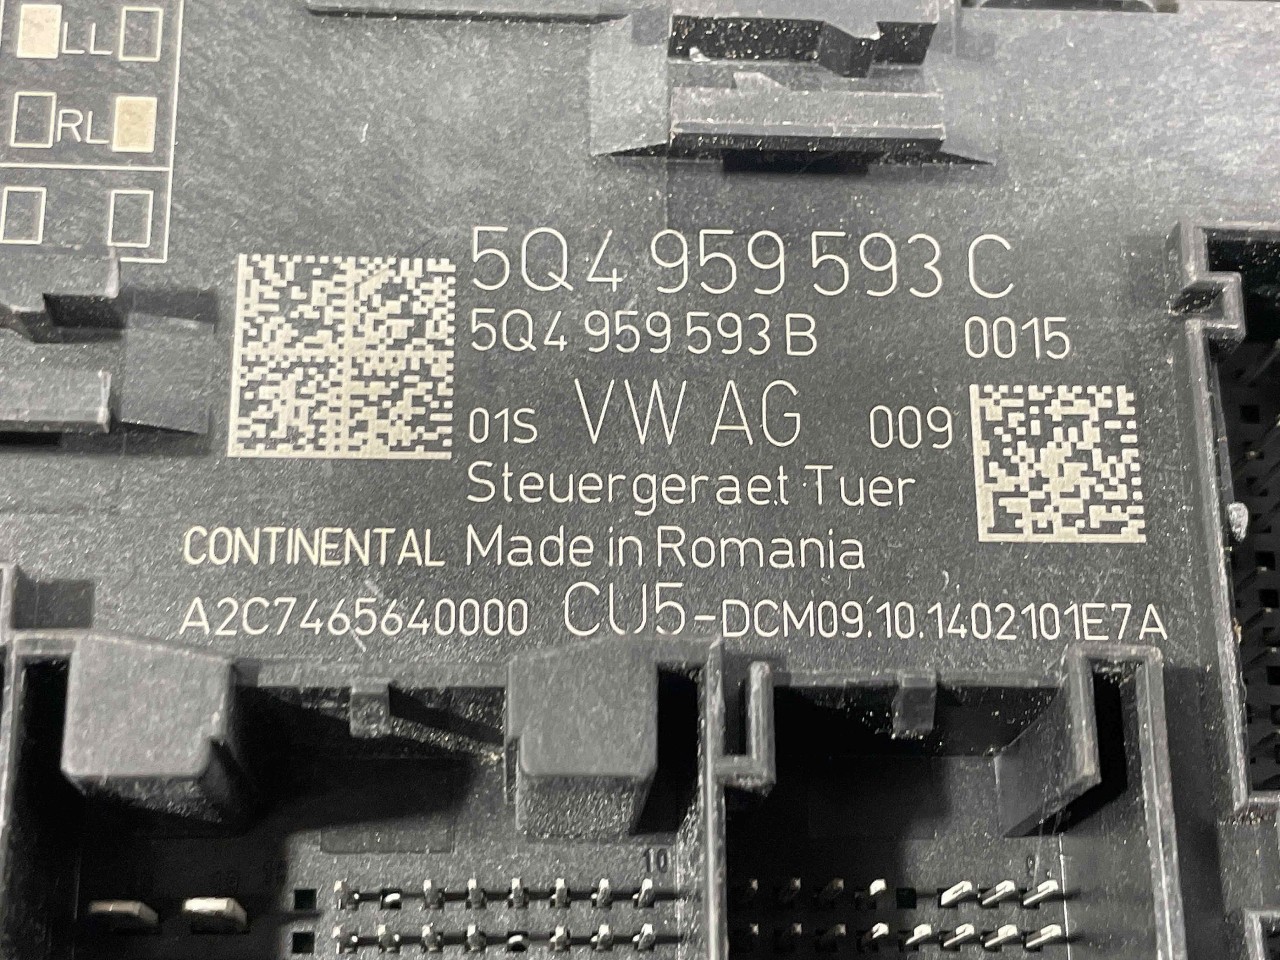 LL
RL
5Q4 959 593 C
5Q4 959 593 B 0015
01S VW AG 009
Steuergeraet Tuer
CONTINENTAL Made in Romania
A2C7465640000 CU5-DCM09.10.1402101E7A
10